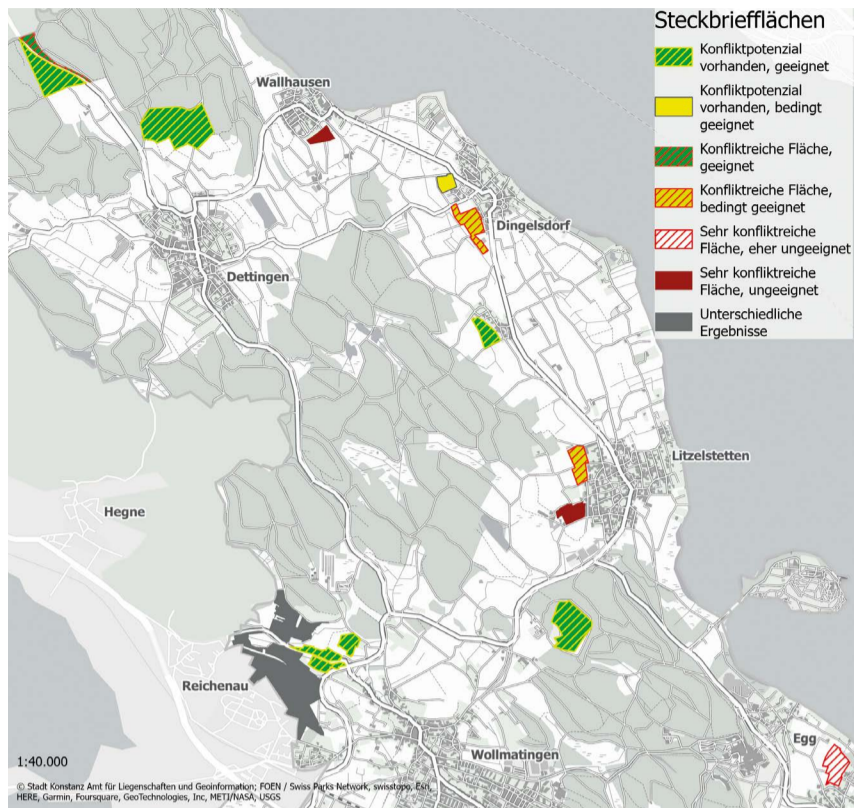 Steckbriefflächen
Konfliktpotenzial
vorhanden, geeignet
Konfliktpotenzial
vorhanden, bedingt
geeignet
Konfliktreiche Fläche,
geeignet
Konfliktreiche Fläche,
bedingt geeignet
Sehr konfliktreiche
Fläche, eher ungeeignet
Sehr konfliktreiche
Fläche, ungeeignet
Unterschiedliche
Ergebnisse
Wallhausen
Dingelsdorf
Dettingen
Litzelstetten
Hegne
Reichenau
Egg
Wollmatingen
1:40.000
© Stadt Konstanz Amt für Liegenschaften und Geoinformation; FOEN / Swiss Parks Network, swisstopo, Esri,
HERE, Garmin, Foursquare, GeoTechnologies, Inc, METI/NASA, USGS